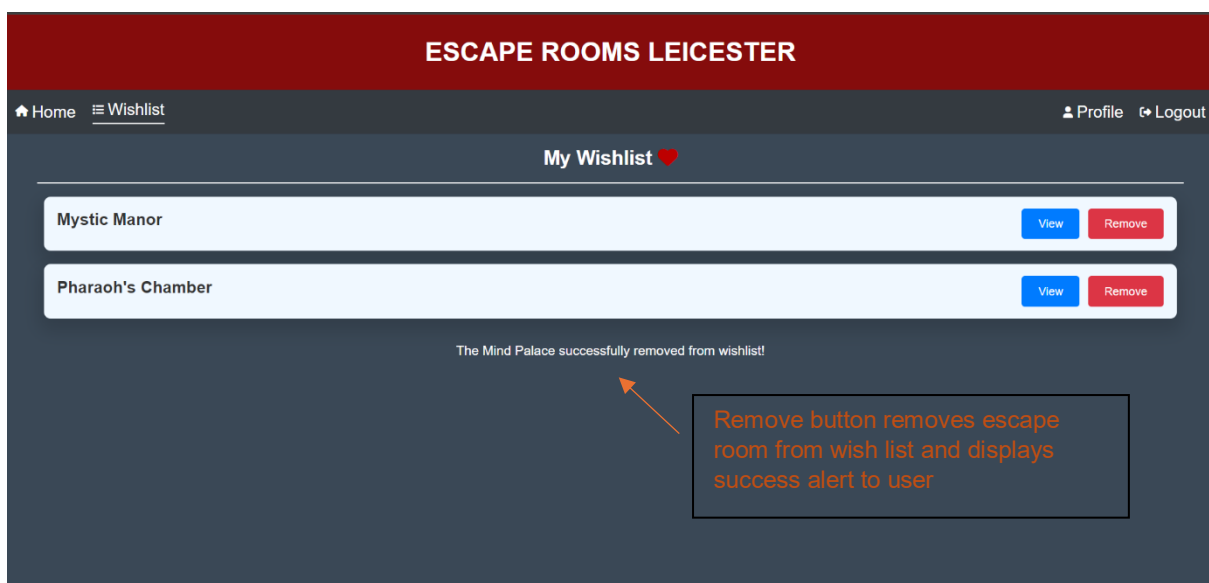 ESCAPE ROOMS LEICESTER
Home Wishlist Profile Logout
My Wishlist
Mystic Manor View Remove
Pharaoh's Chamber View Remove
The Mind Palace successfully removed from wishlist!
Remove button removes escape
room from wish list and displays
success alert to user